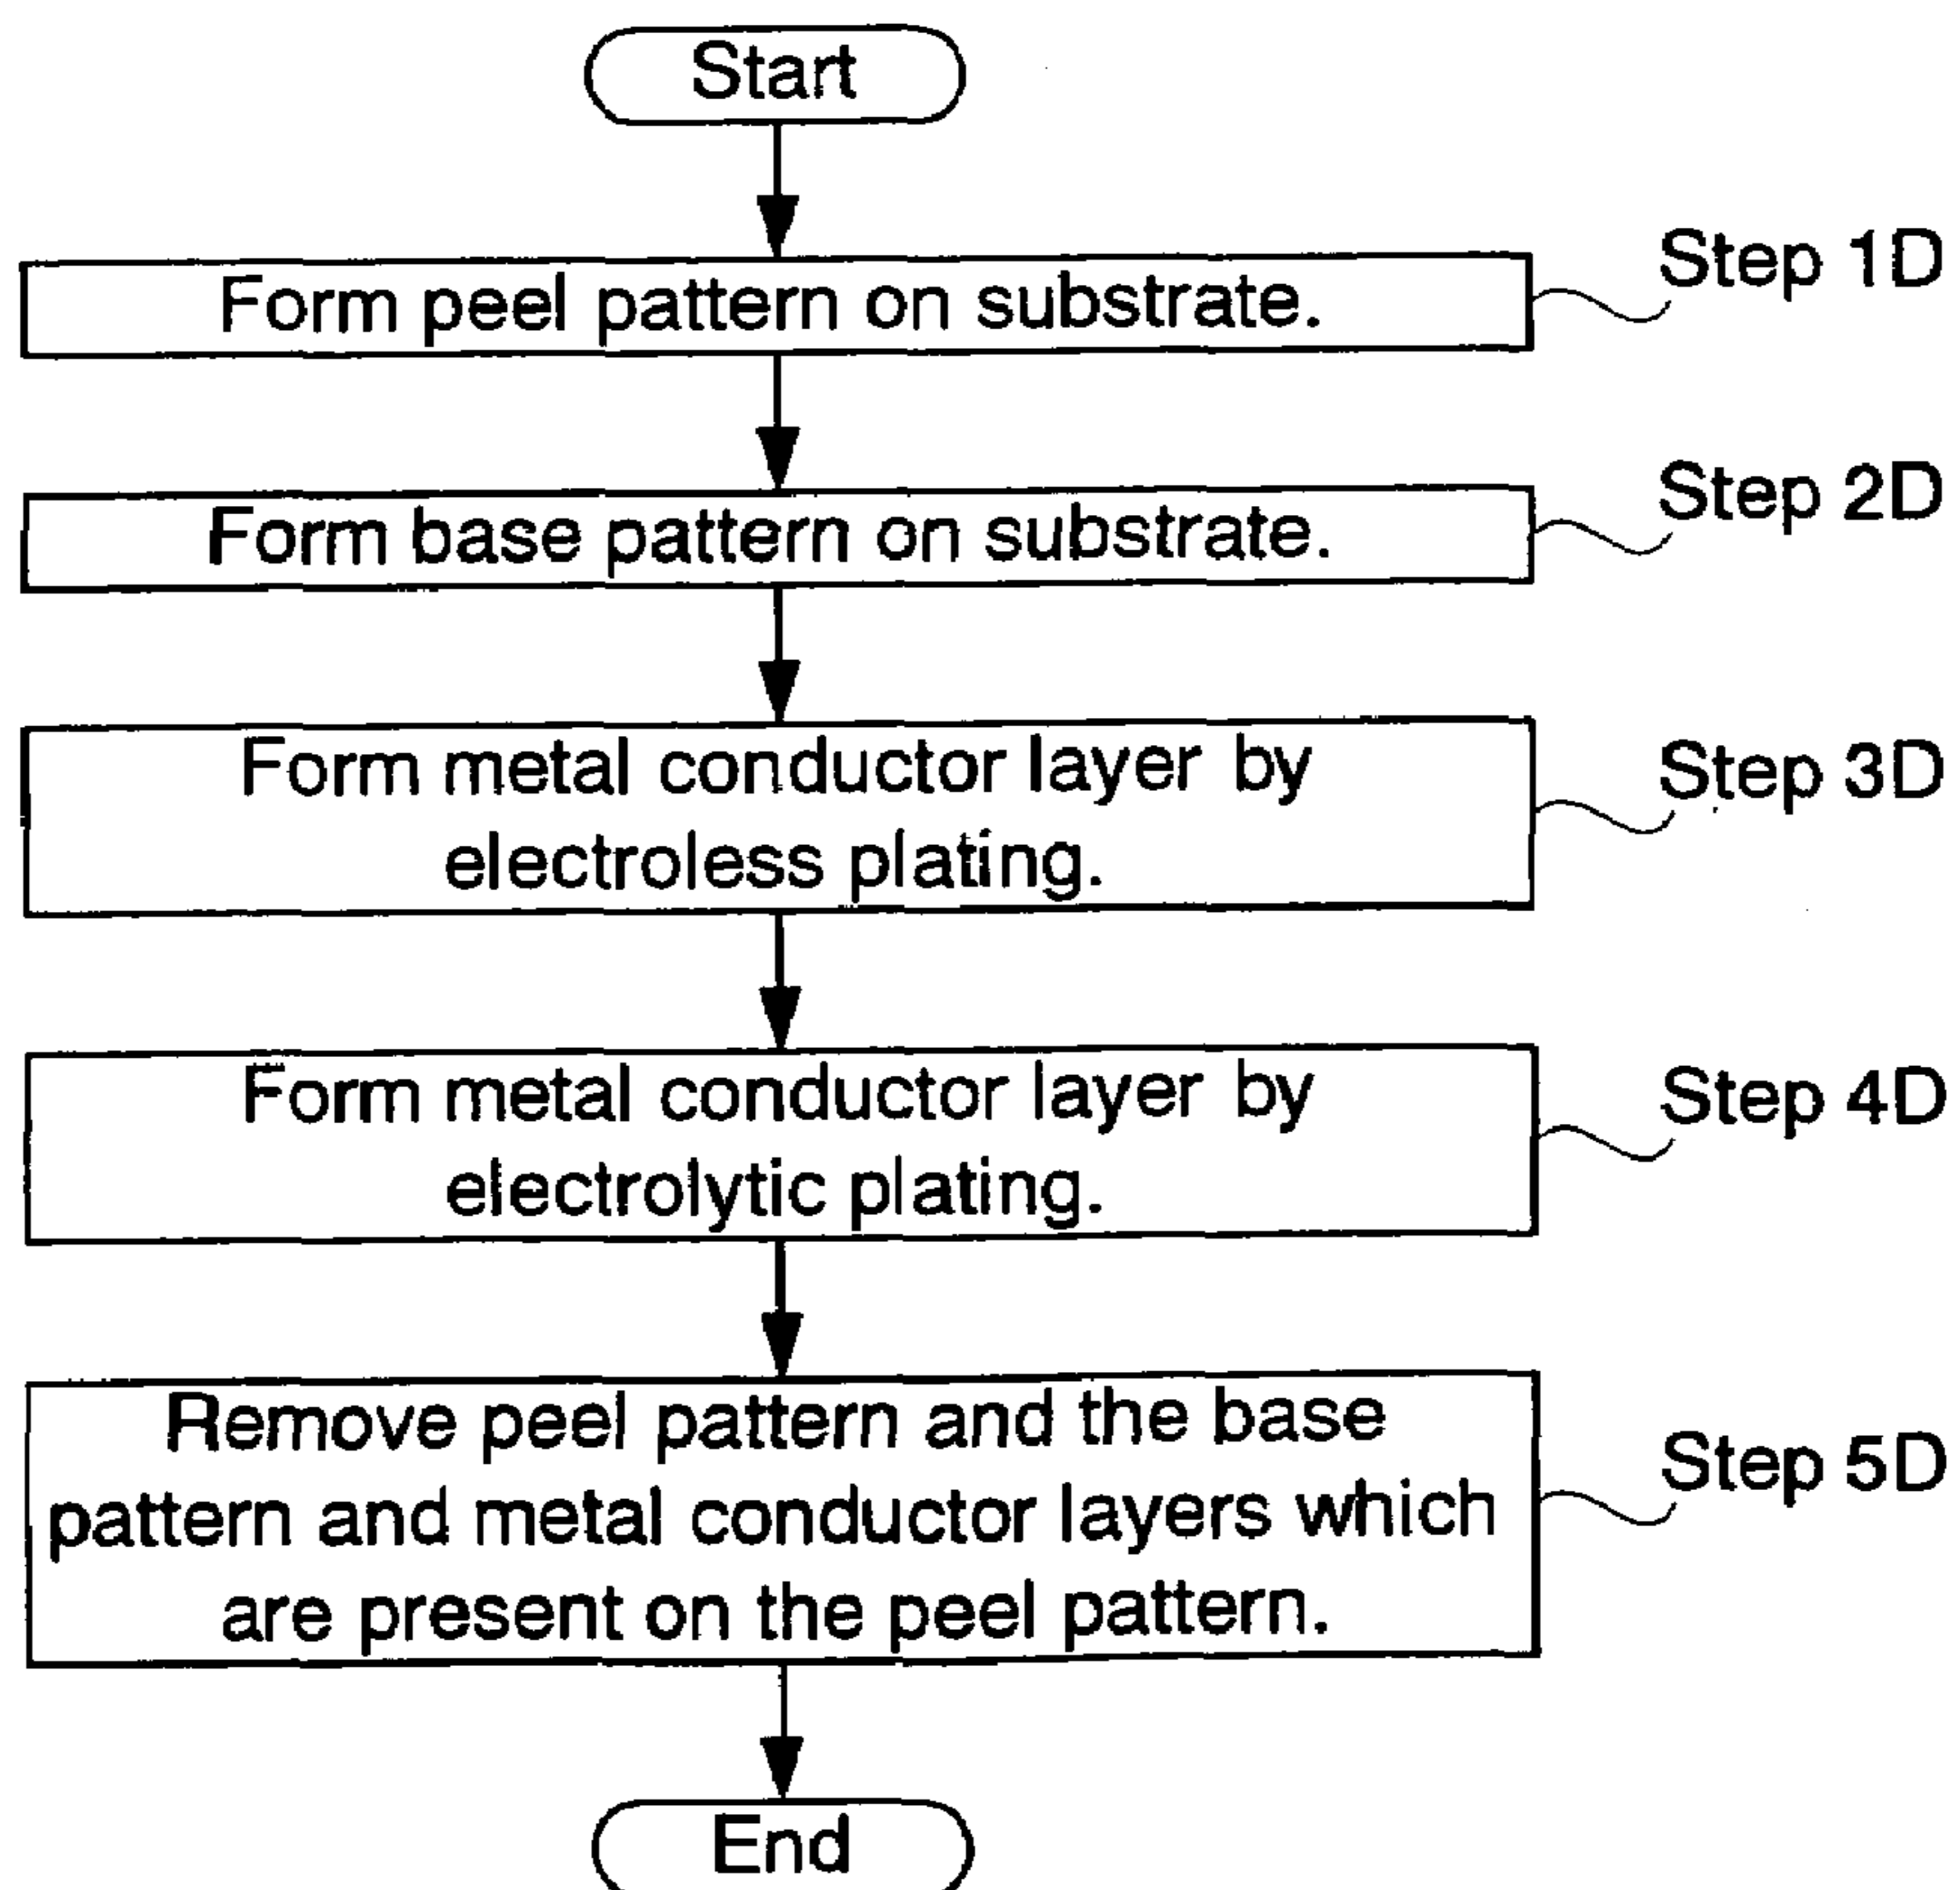 Start
Form peel pattern on substrate.
Step 1D
Form base pattern on substrate.
Step 2D
Form metal conductor layer by
electroless plating.
Step 3D
Form metal conductor layer by
electrolytic plating.
Step 4D
Remove peel pattern and the base
pattern and metal conductor layers which
are present on the peel pattern.
Step 5D
End